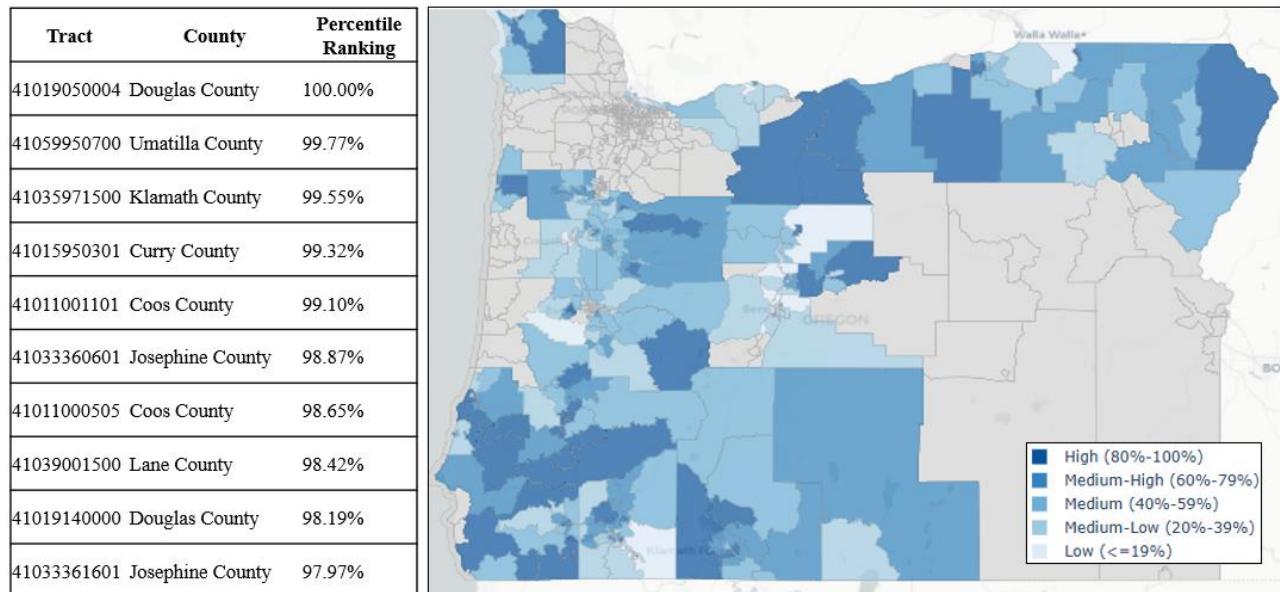 Tract County Percentile Ranking
41019050004 Douglas County 100.00%
41059950700 Umatilla County 99.77%
41035971500 Klamath County 99.55%
41015950301 Curry County 99.32%
41011001101 Coos County 99.10%
41033360601 Josephine County 98.87%
41011000505 Coos County 98.65%
41039001500 Lane County 98.42%
41019140000 Douglas County 98.19%
41033361601 Josephine County 97.97%
Walla Walla
OREGON
BO
Klamath F
High (80%-100%)
Medium-High (60%-79%)
Medium (40%-59%)
Medium-Low (20%-39%)
Low (<=19%)